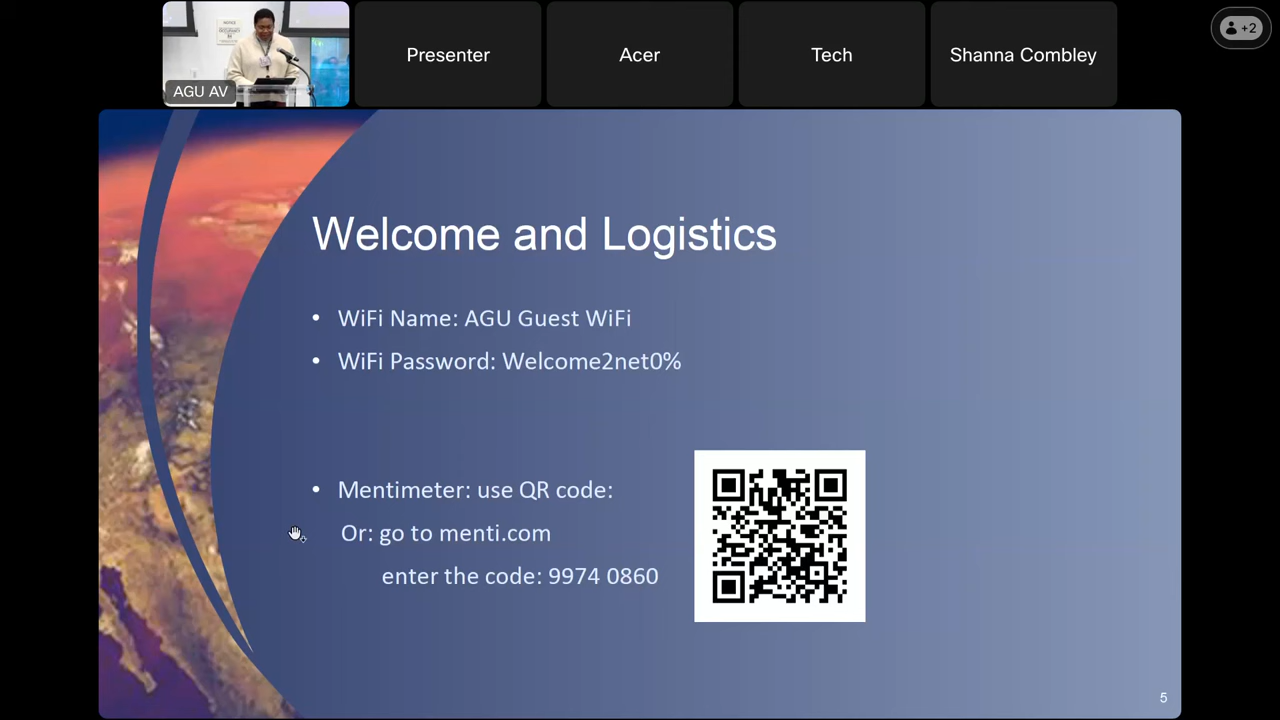 AGU AV
Presenter
Acer
Tech
Shanna Combley
+2
Welcome and Logistics
• WiFi Name: AGU Guest WiFi
• WiFi Password: Welcome2net0%
• Mentimeter: use QR code:
Or: go to menti.com
enter the code: 9974 0860
5